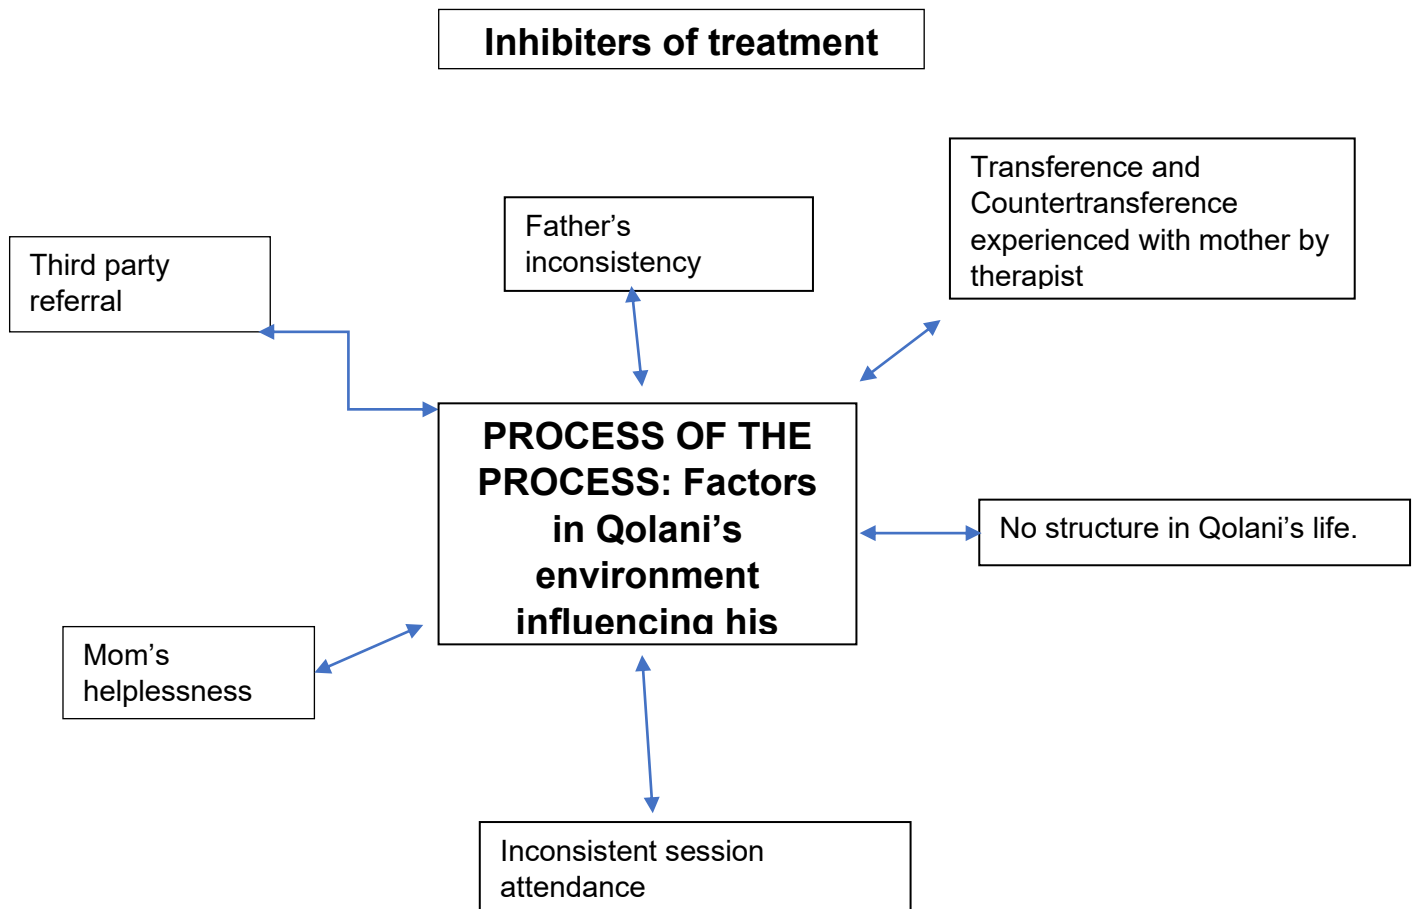 Inhibiters of treatment
Transference and
Countertransference
experienced with mother by
therapist
Father’s
inconsistency
Third party
referral
PROCESS OF THE
PROCESS: Factors
in Qolani’s
environment
influencing his
No structure in Qolani’s life.
Mom’s
helplessness
Inconsistent session
attendance